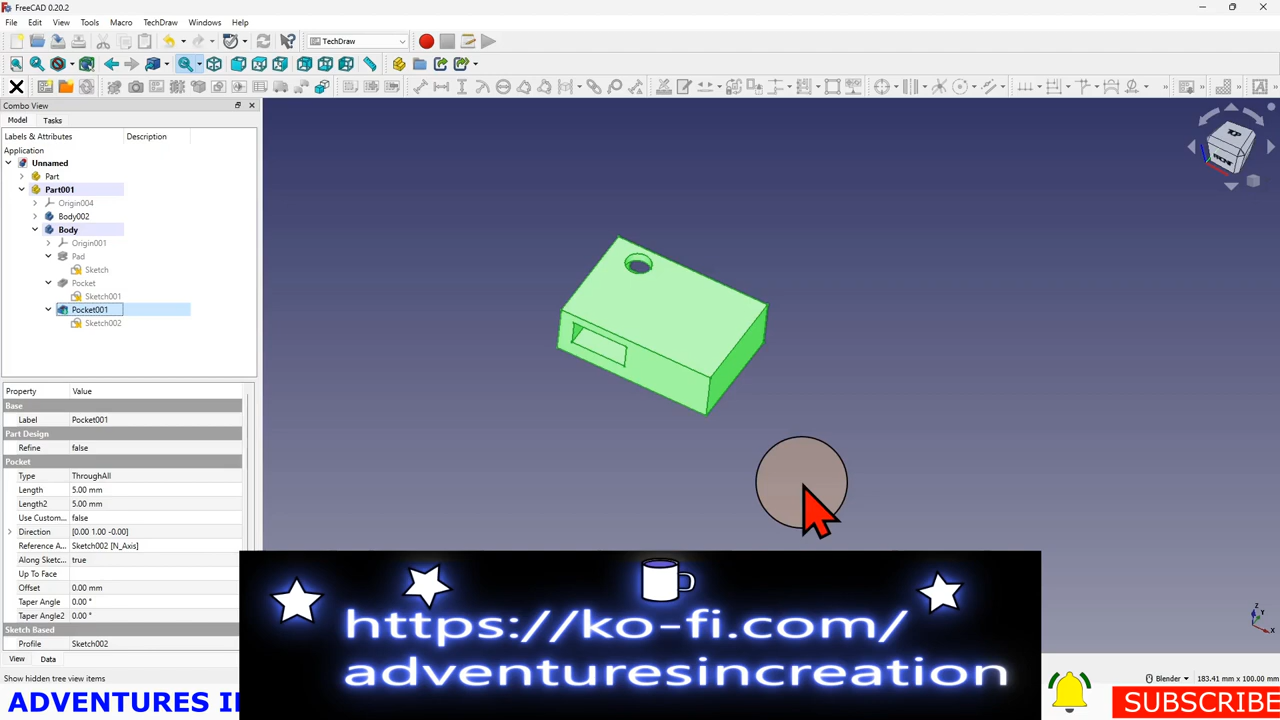 FreeCAD 0.20.2
File Edit View Tools Macro TechDraw Windows Help
TechDraw
Combo View
Model Tasks
Labels & Attributes Description
Application
Unnamed
Part
Part001
Origin004
Body002
Body
Origin001
Pad
Sketch
Pocket
Sketch001
Pocket001
Sketch002
Property Value
Base
Label Pocket001
Part Design
Refine false
Pocket
Type ThroughAll
Length 5.00 mm
Length2 5.00 mm
Use Custom... false
Direction [0.00 1.00 -0.00]
Reference A... Sketch002 [N_Axis]
Along Sketc... true
Up To Face
Offset 0.00 mm
Taper Angle 0.00 °
Taper Angle2 0.00 °
Sketch Based
Profile Sketch002
View Data
Show hidden tree view items
Blender 183.41 mm x 100.00 mm
TOP
Z
Y
X
https://ko-fi.com/
adventuresincreation
ADVENTURES I
SUBSCRIBE